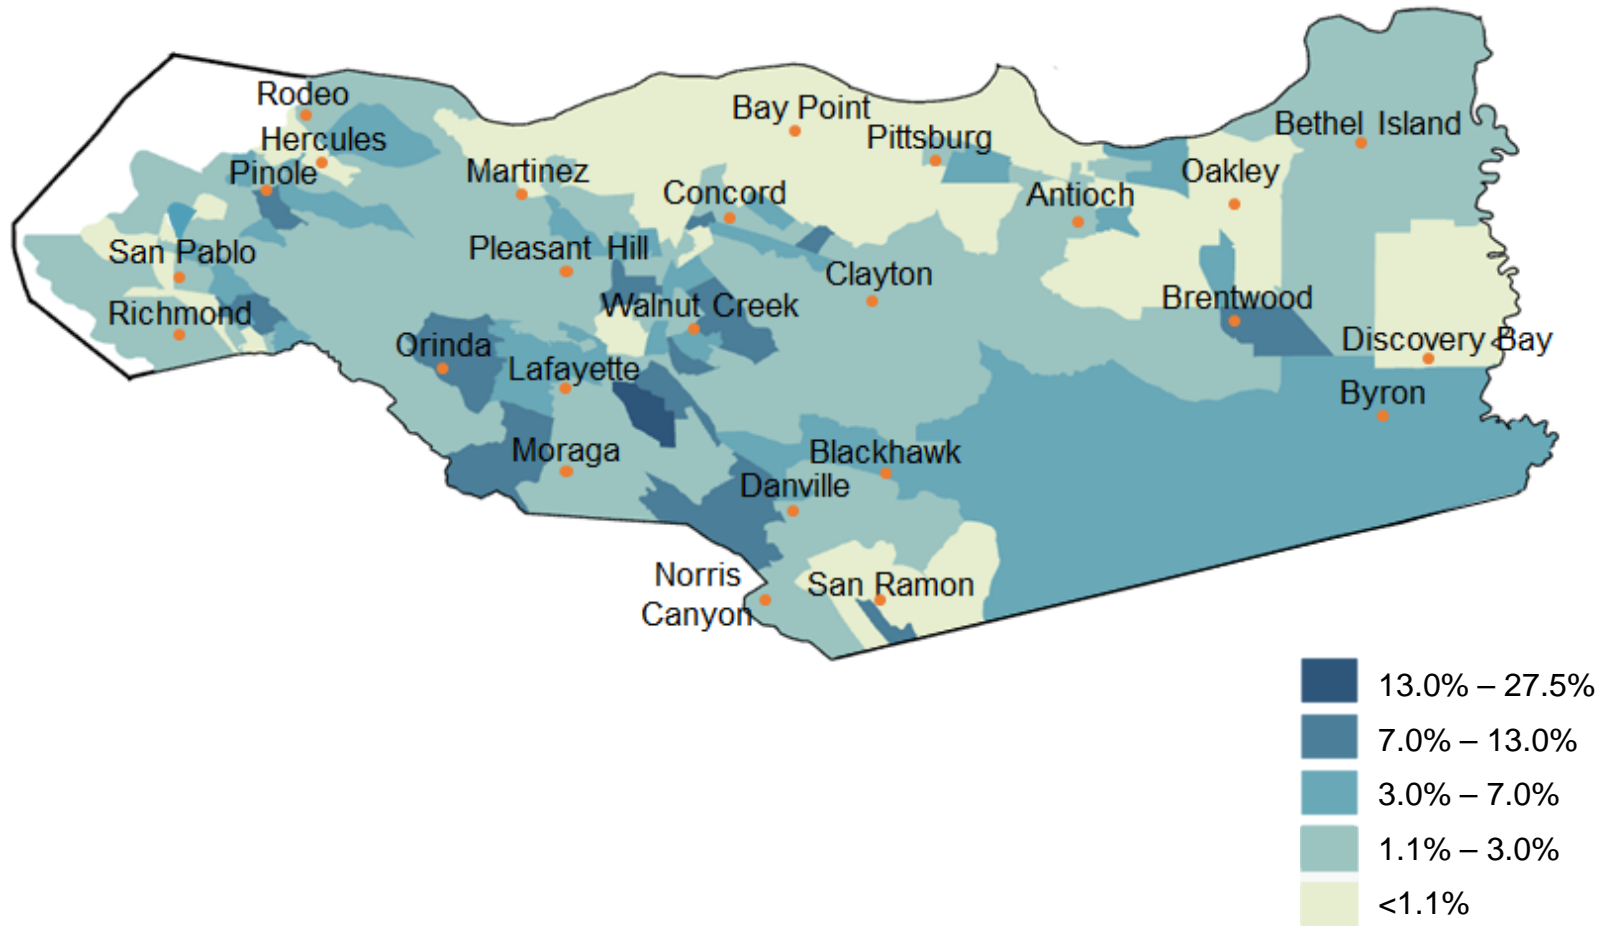 Rodeo
Bay Point
Bethel Island
Hercules
Pittsburg
Pinole
Martinez
Oakley
Concord
Antioch
San Pablo
Pleasant Hill
Clayton
Richmond
Walnut Creek
Brentwood
Orinda
Discovery Bay
Lafayette
Byron
Moraga
Blackhawk
Danville
Norris
Canyon
San Ramon
13.0% – 27.5%
7.0% – 13.0%
3.0% – 7.0%
1.1% – 3.0%
<1.1%